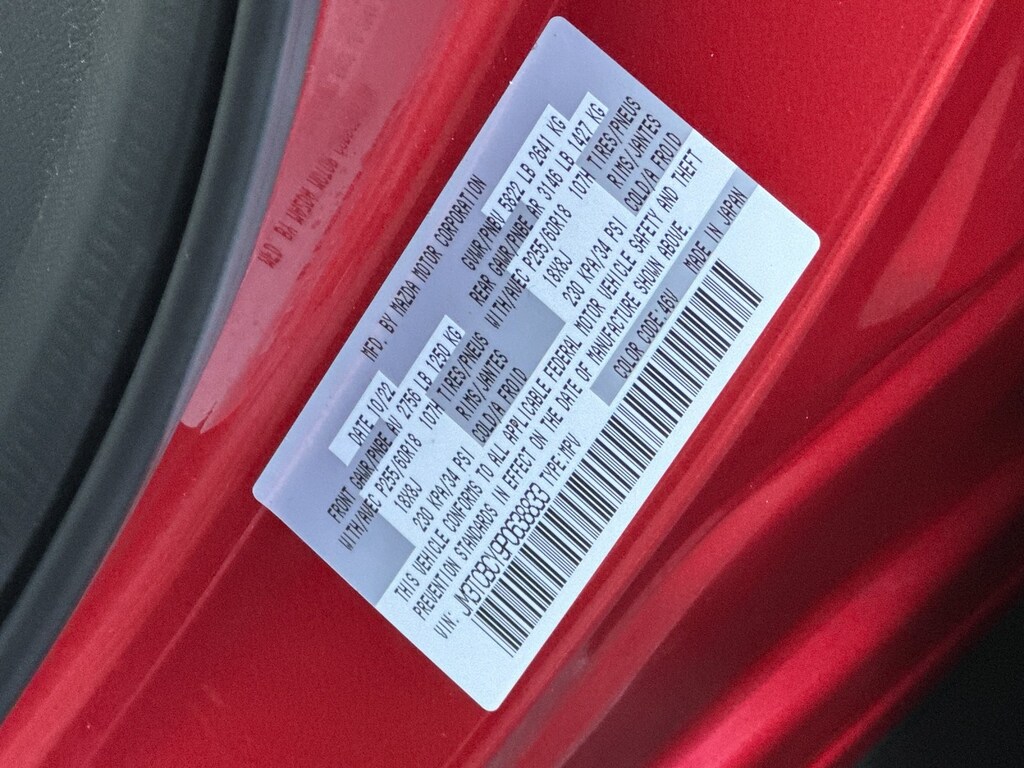 MFD. BY MAZDA MOTOR CORPORATION
DATE 10/22 GVWR/PNBV 5822 LB 2641 KG
FRONT GAWR/PNBE AV 2756 LB 1250 KG REAR GAWR/PNBE AR 3146 LB 1427 KG
WITH/AVEC P255/60R18 107H TIRES/PNEUS WITH/AVEC P255/60R18 107H TIRES/PNEUS
18X8J RIMS/JANTES 18X8J RIMS/JANTES
230 KPA/34 PSI COLD/A FROID 230 KPA/34 PSI COLD/A FROID
THIS VEHICLE CONFORMS TO ALL APPLICABLE FEDERAL MOTOR VEHICLE SAFETY AND THEFT
PREVENTION STANDARDS IN EFFECT ON THE DATE OF MANUFACTURE SHOWN ABOVE.
VIN: TYPE:MPV COLOR CODE:46V MADE IN JAPAN